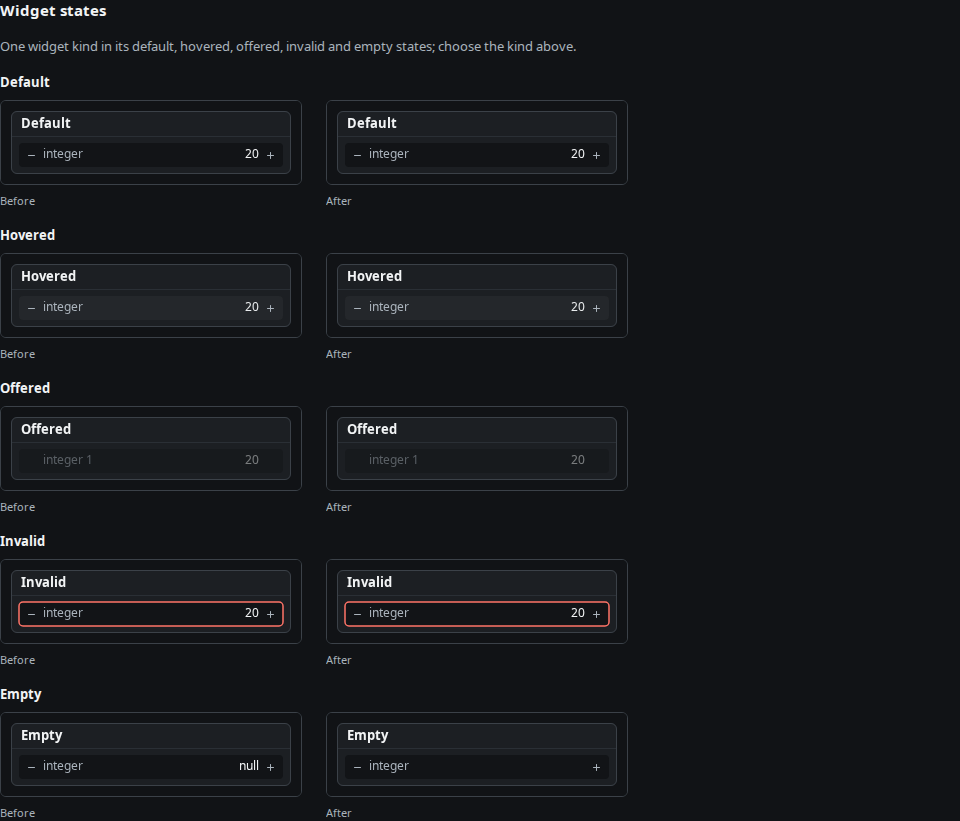 Widget states
One widget kind in its default, hovered, offered, invalid and empty states; choose the kind above.
Default
Default
− integer 20 +
Default
− integer 20 +
Before
After
Hovered
Hovered
− integer 20 +
Hovered
− integer 20 +
Before
After
Offered
Offered
integer 1 20
Offered
integer 1 20
Before
After
Invalid
Invalid
− integer 20 +
Invalid
− integer 20 +
Before
After
Empty
Empty
− integer null +
Empty
− integer +
Before
After